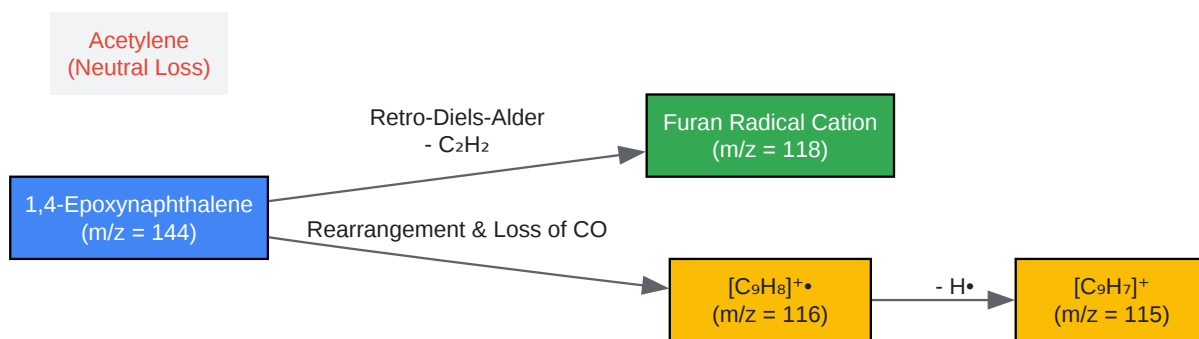 Acetylene
(Neutral Loss)
Retro-Diels-Alder
- C₂H₂
Furan Radical Cation
(m/z = 118)
1,4-Epoxynaphthalene
(m/z = 144)
Rearrangement & Loss of CO
[C₉H₈]⁺•
(m/z = 116)
- H•
[C₉H₇]⁺
(m/z = 115)